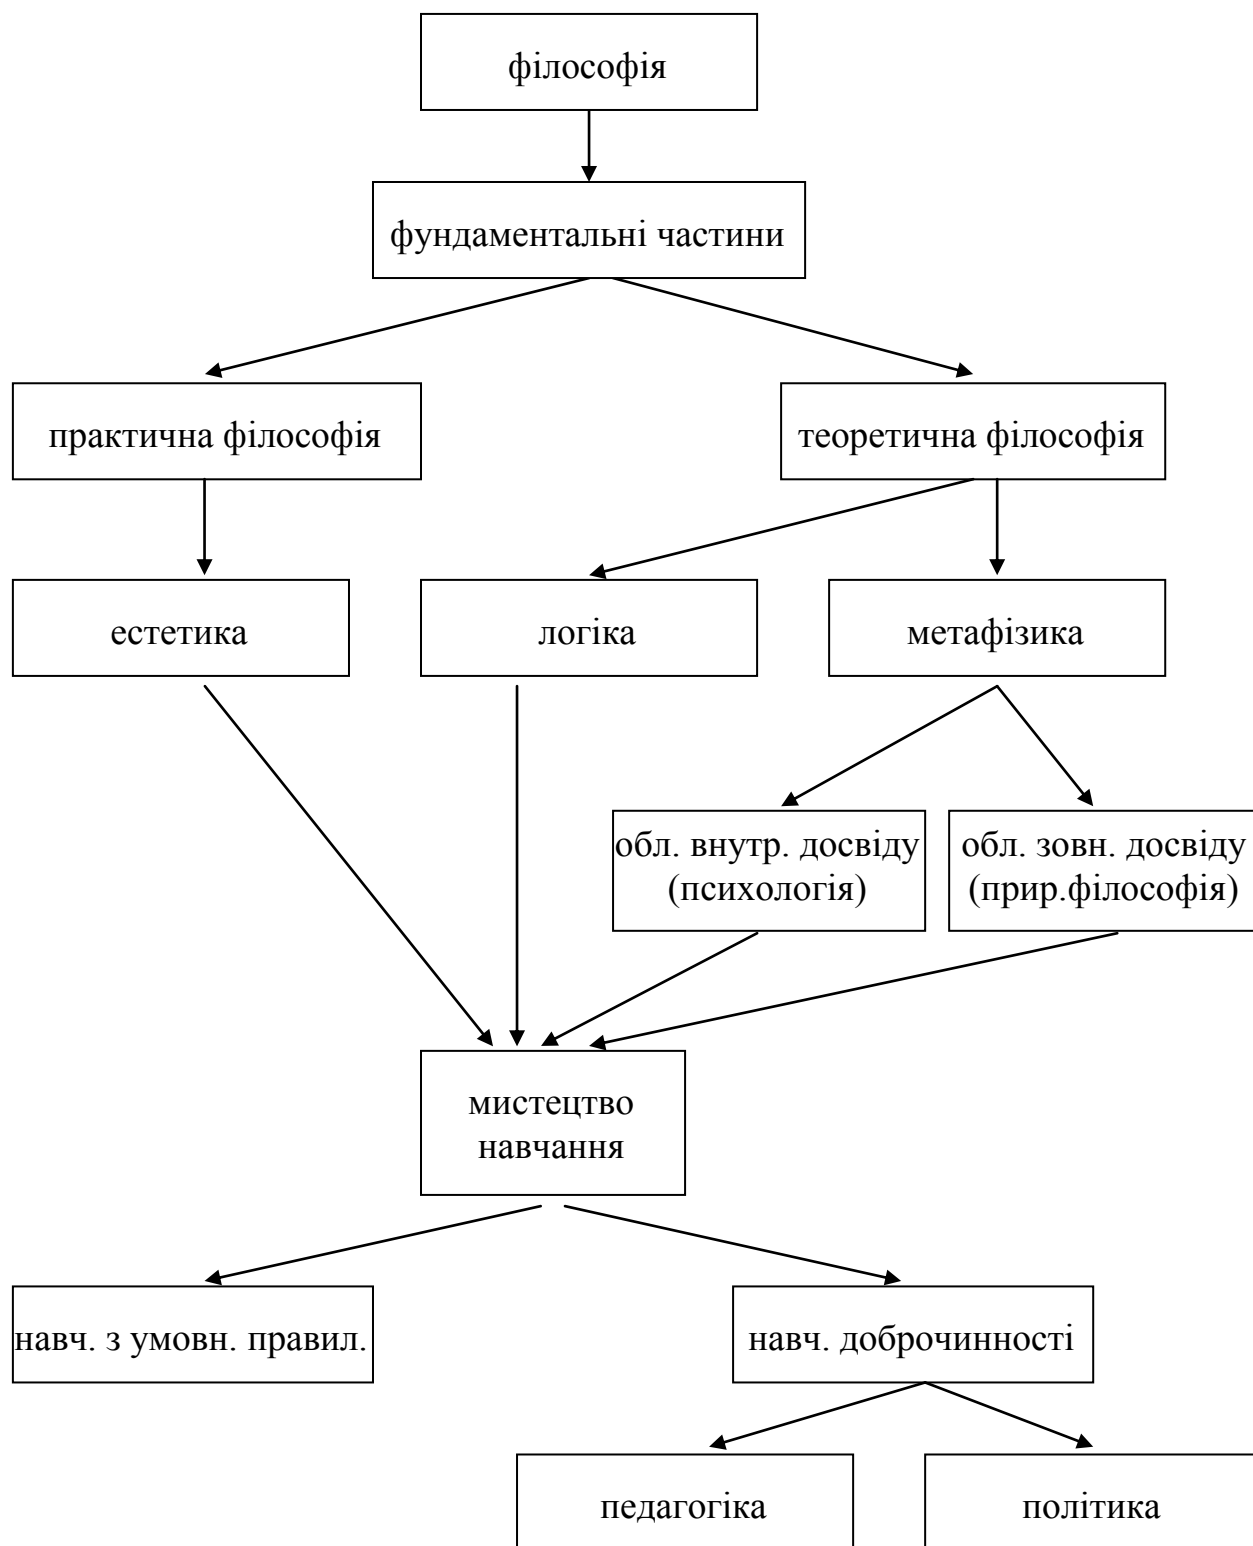 філософія
фундаментальні частини
практична філософія
теоретична філософія
естетика
логіка
метафізика
обл. внутр. досвіду
(психологія)
обл. зовн. досвіду
(прир.філософія)
мистецтво
навчання
навч. з умовн. правил.
навч. доброчинності
педагогіка
політика